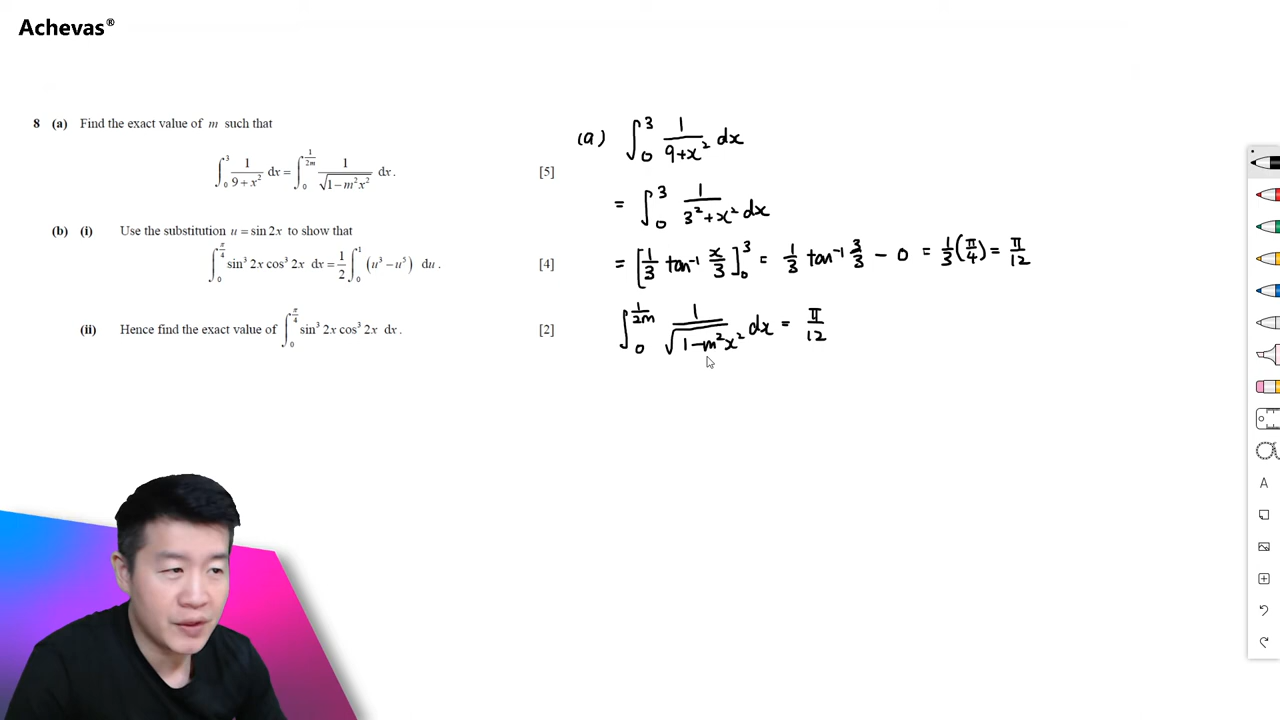 Achevas®
8 (a) Find the exact value of m such that
∫₀³ 1/(9 + x²) dx = ∫₀^(1/2m) 1/√(1 − m²x²) dx. [5]
(b) (i) Use the substitution u = sin 2x to show that
∫₀^(π/4) sin³ 2x cos³ 2x dx = 1/2 ∫₀¹ (u³ − u⁵) du. [4]
(ii) Hence find the exact value of ∫₀^(π/4) sin³ 2x cos³ 2x dx. [2]
(a) ∫₀³ 1/(9+x²) dx
= ∫₀³ 1/(3²+x²) dx
= [1/3 tan⁻¹ x/3]₀³ = 1/3 tan⁻¹ 3/3 − 0 = 1/3 (π/4) = π/12
∫₀^(1/2m) 1/√(1−m²x²) dx = π/12
A